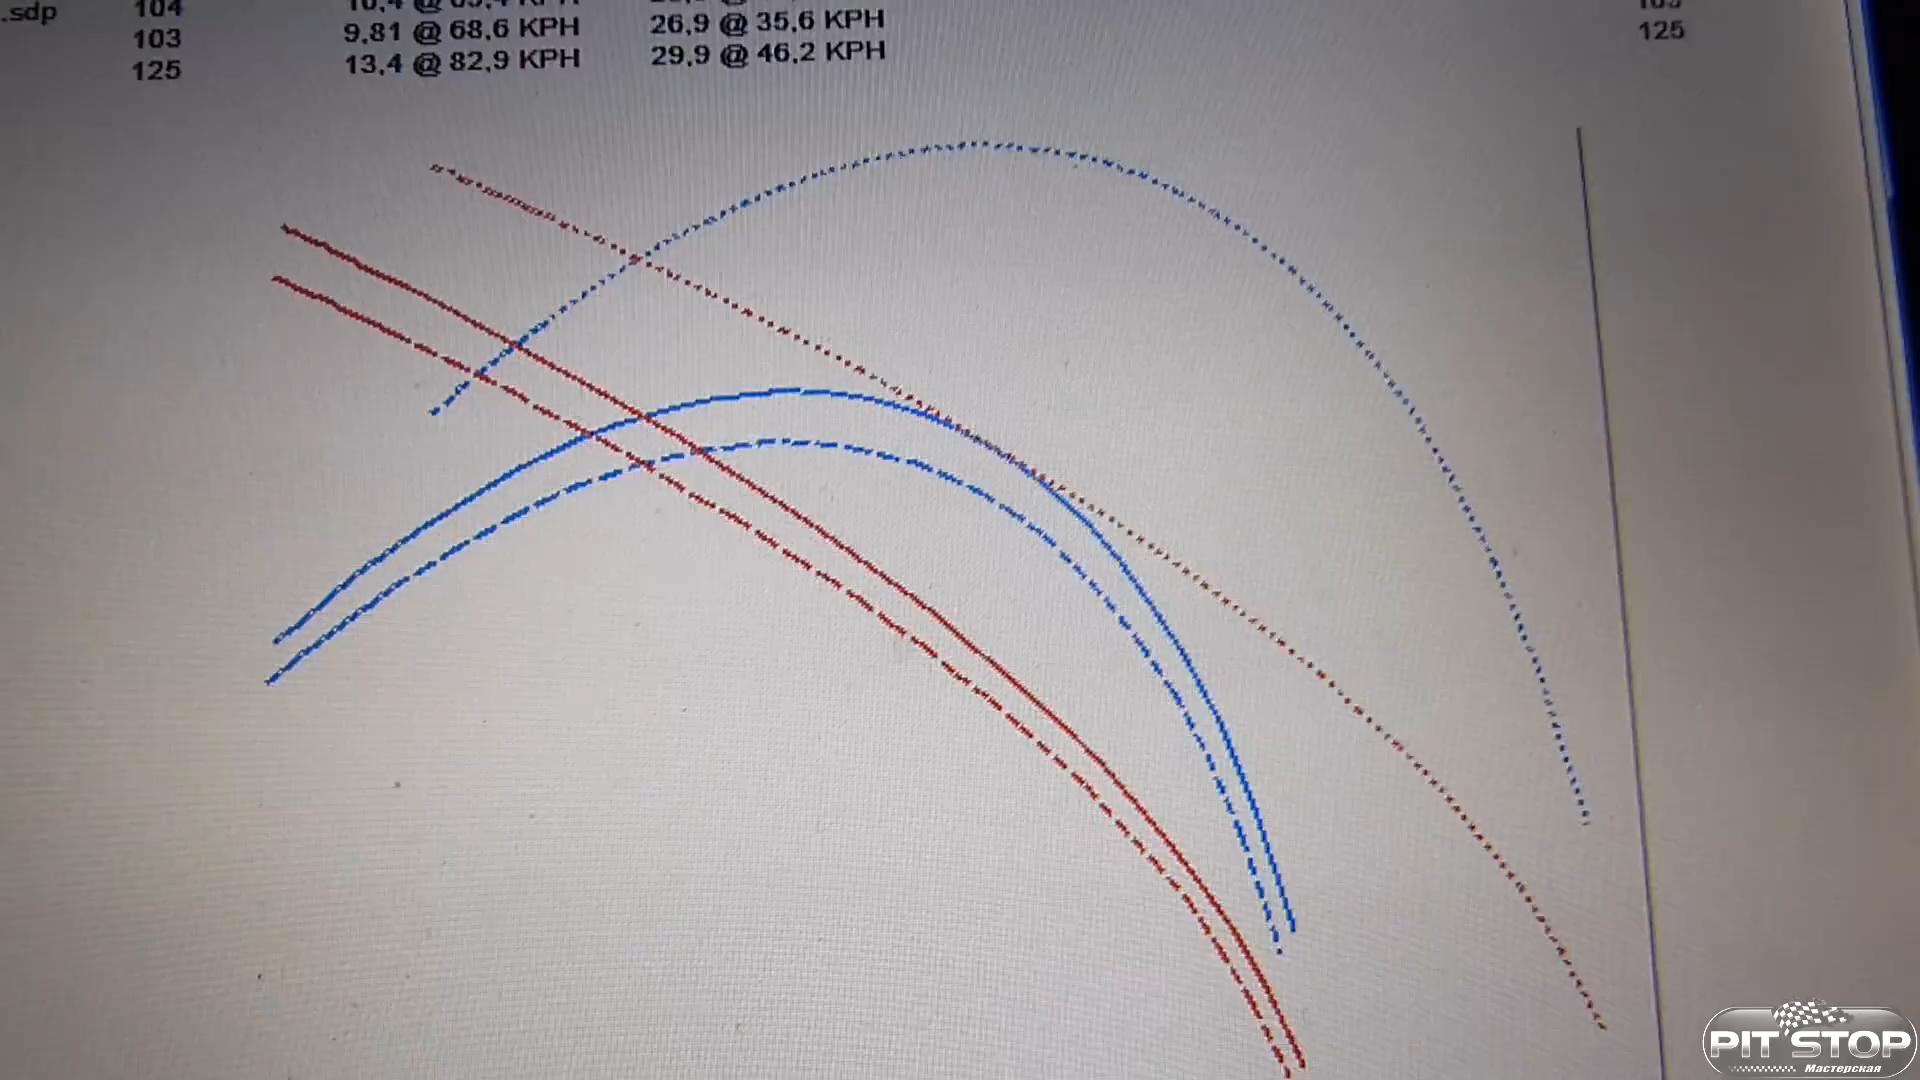 .sdp 104
103 9,81 @ 68,6 KPH 26,9 @ 35,6 KPH
125 13,4 @ 82,9 KPH 29,9 @ 46,2 KPH 125
PIT STOP
Мастерская